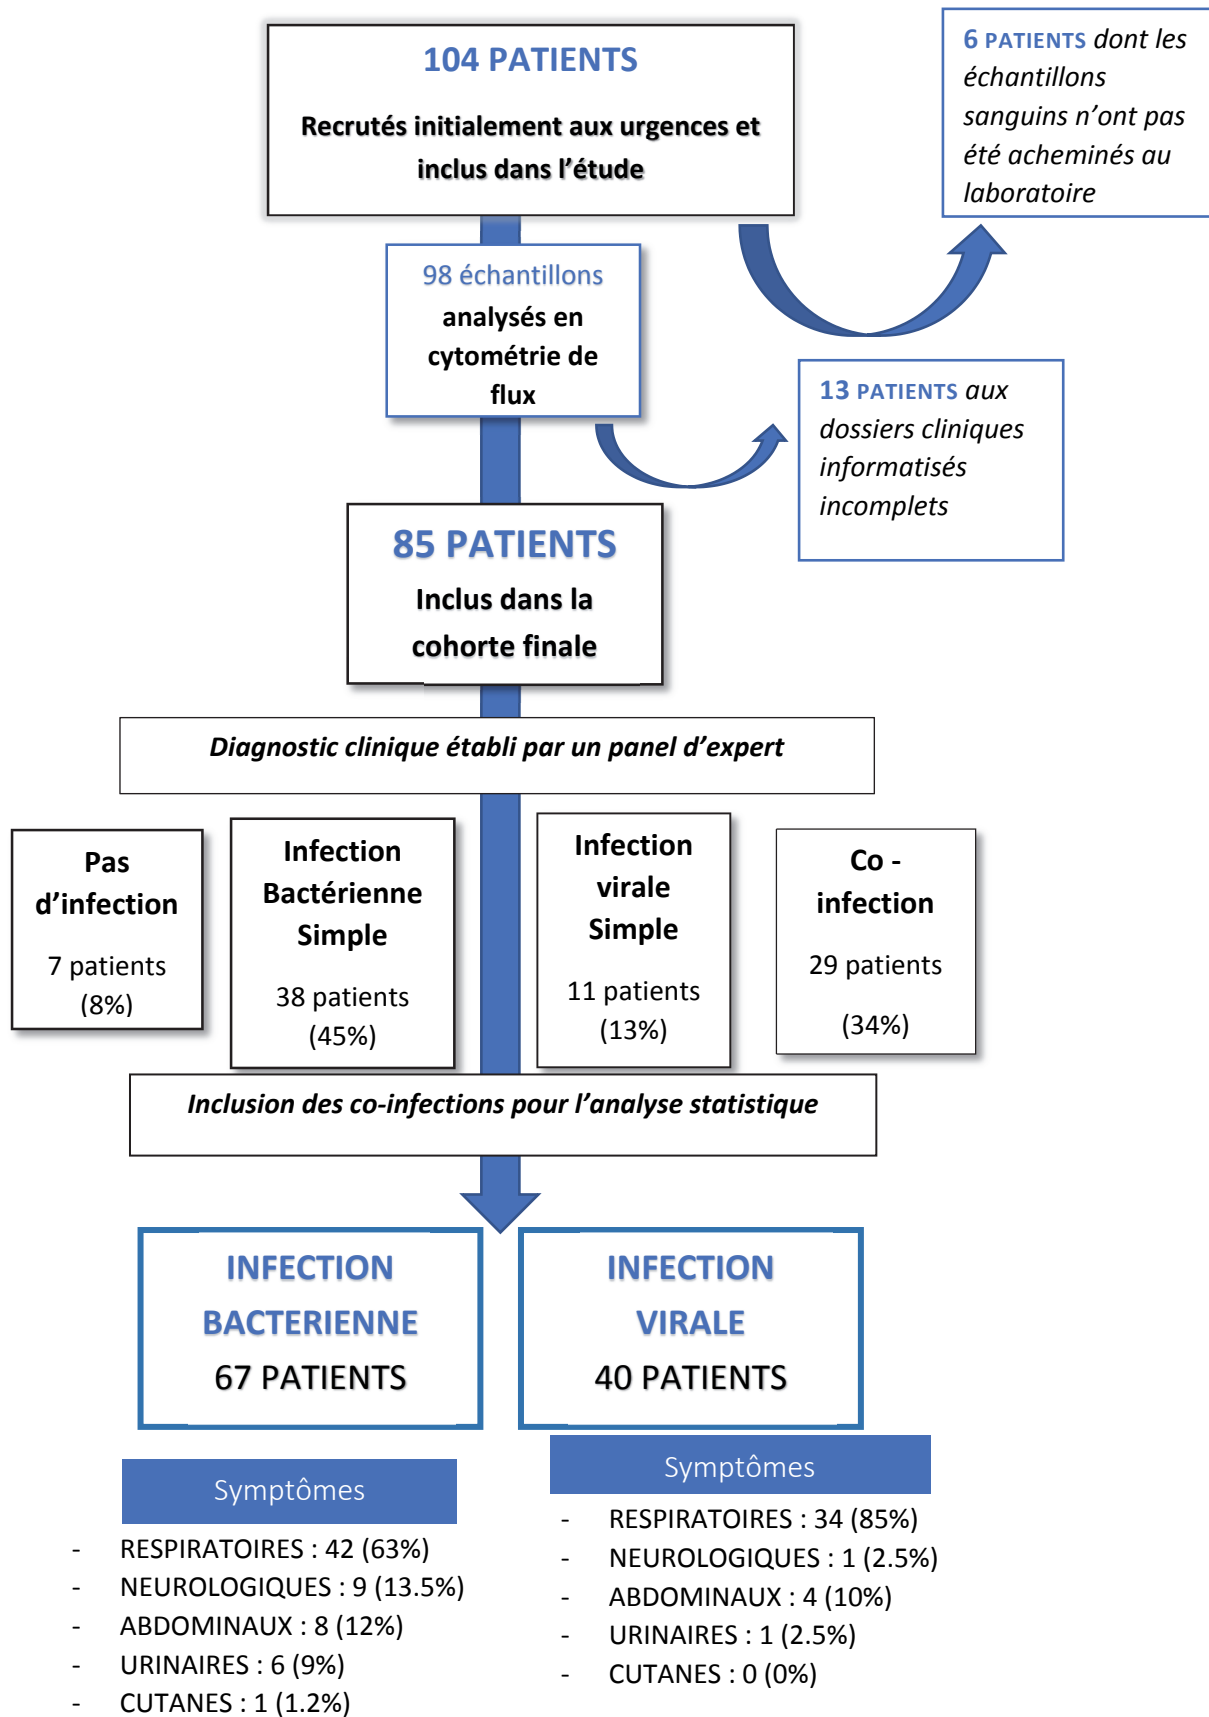 104 PATIENTS
Recrutés initialement aux urgences et
inclus dans l'étude
6 PATIENTS dont les
échantillons
sanguins n'ont pas
été acheminés au
laboratoire
98 échantillons
analysés en
cytométrie de
flux
13 PATIENTS aux
dossiers cliniques
informatisés
incomplets
85 PATIENTS
Inclus dans la
cohorte finale
Diagnostic clinique établi par un panel d'expert
Pas
d'infection
7 patients
(8%)
Infection
Bactérienne
Simple
38 patients
(45%)
Infection
virale
Simple
11 patients
(13%)
Co -
infection
29 patients
(34%)
Inclusion des co-infections pour l'analyse statistique
INFECTION
BACTERIENNE
67 PATIENTS
INFECTION
VIRALE
40 PATIENTS
Symptômes
- RESPIRATOIRES : 42 (63%)
- NEUROLOGIQUES : 9 (13.5%)
- ABDOMINAUX : 8 (12%)
- URINAIRES : 6 (9%)
- CUTANES : 1 (1.2%)
Symptômes
- RESPIRATOIRES : 34 (85%)
- NEUROLOGIQUES : 1 (2.5%)
- ABDOMINAUX : 4 (10%)
- URINAIRES : 1 (2.5%)
- CUTANES : 0 (0%)